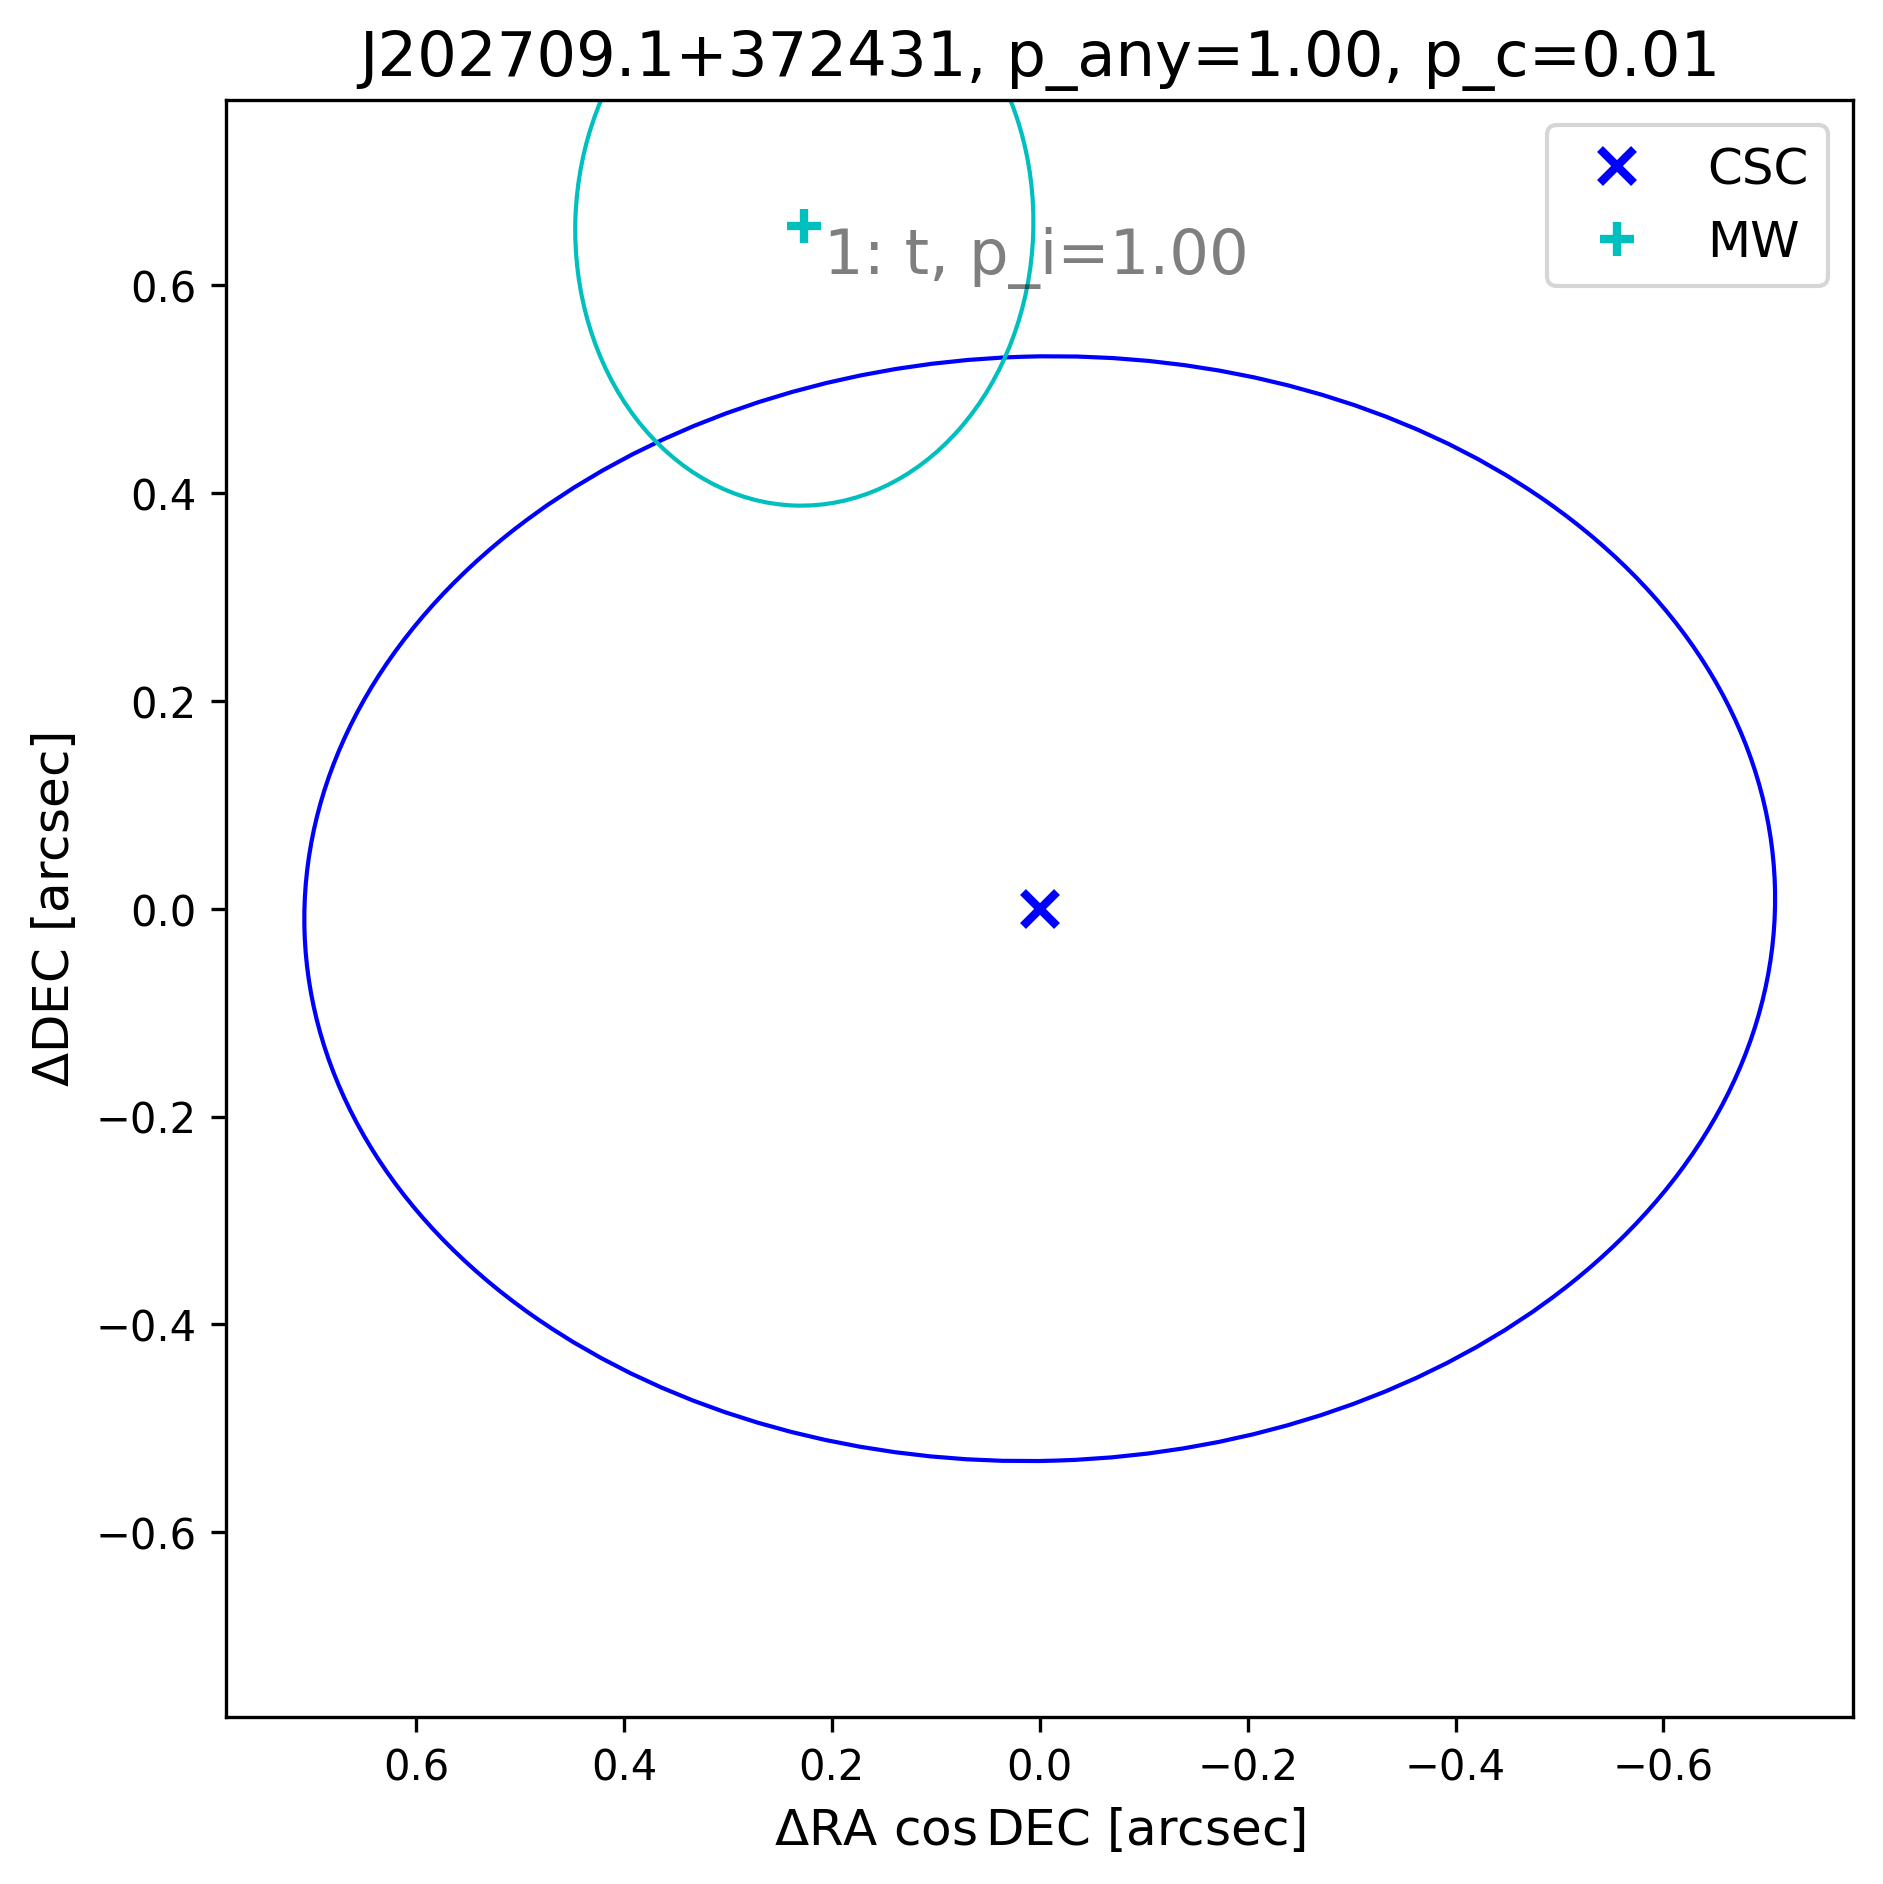 J202709.1+372431, p_any=1.00, p_c=0.01
CSC
MW
1: t, p_i=1.00
0.6
0.4
0.2
0.0
−0.2
−0.4
−0.6
ΔDEC [arcsec]
0.6 0.4 0.2 0.0 −0.2 −0.4 −0.6
ΔRA cos DEC [arcsec]